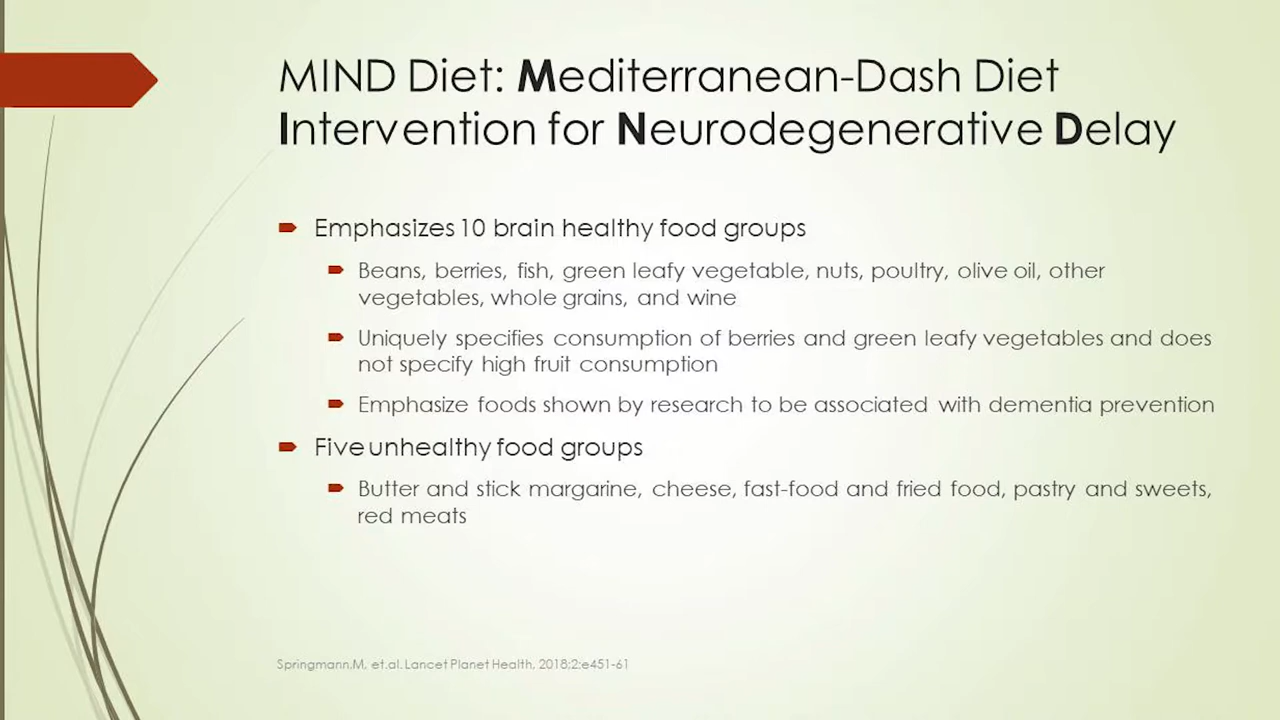 MIND Diet: Mediterranean-Dash Diet
Intervention for Neurodegenerative Delay
Emphasizes 10 brain healthy food groups
Beans, berries, fish, green leafy vegetable, nuts, poultry, olive oil, other
vegetables, whole grains, and wine
Uniquely specifies consumption of berries and green leafy vegetables and does
not specify high fruit consumption
Emphasize foods shown by research to be associated with dementia prevention
Five unhealthy food groups
Butter and stick margarine, cheese, fast-food and fried food, pastry and sweets,
red meats
Springmann,M, et.al. Lancet Planet Health, 2018;2:e451-61